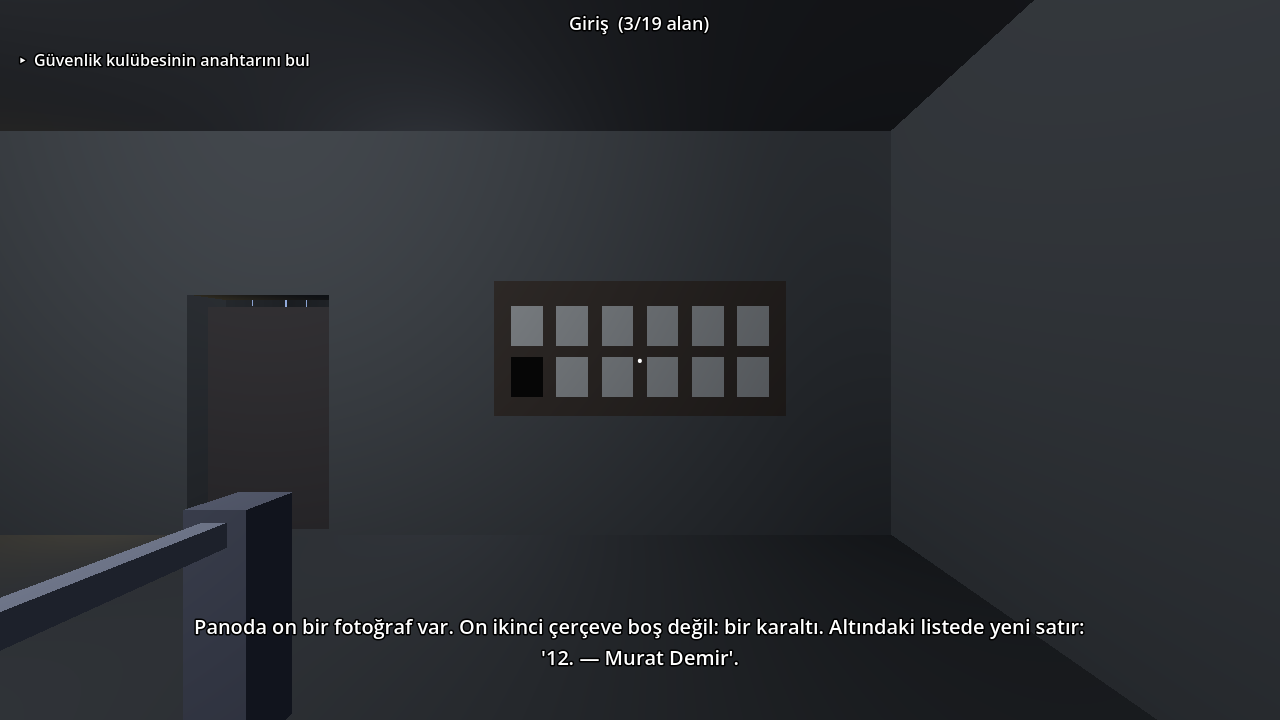 Giriş (3/19 alan)
▸ Güvenlik kulübesinin anahtarını bul
Panoda on bir fotoğraf var. On ikinci çerçeve boş değil: bir karaltı. Altındaki listede yeni satır:
'12. — Murat Demir'.